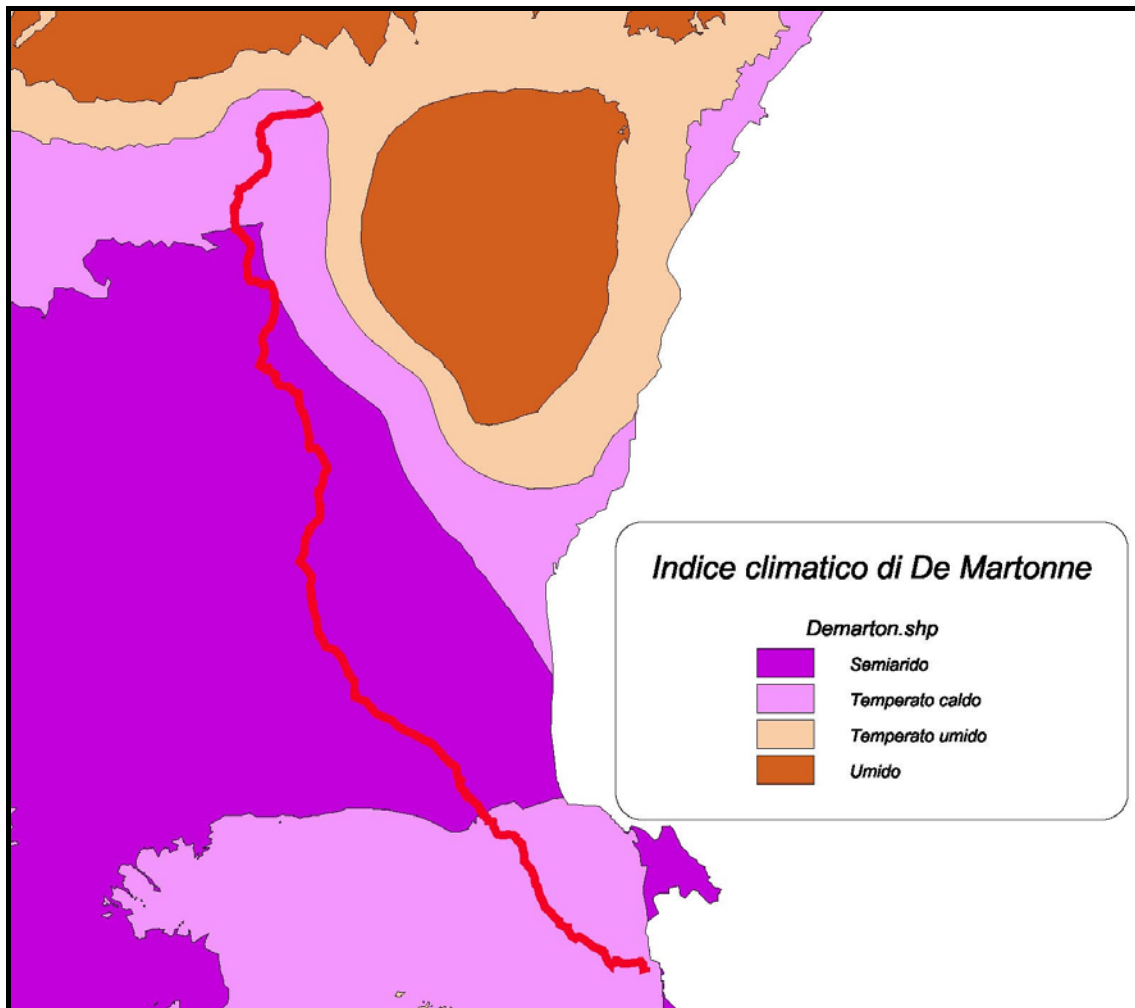 Indice climatico di De Martonne
Demarton.shp
Semiarido
Temperato caldo
Temperato umido
Umido